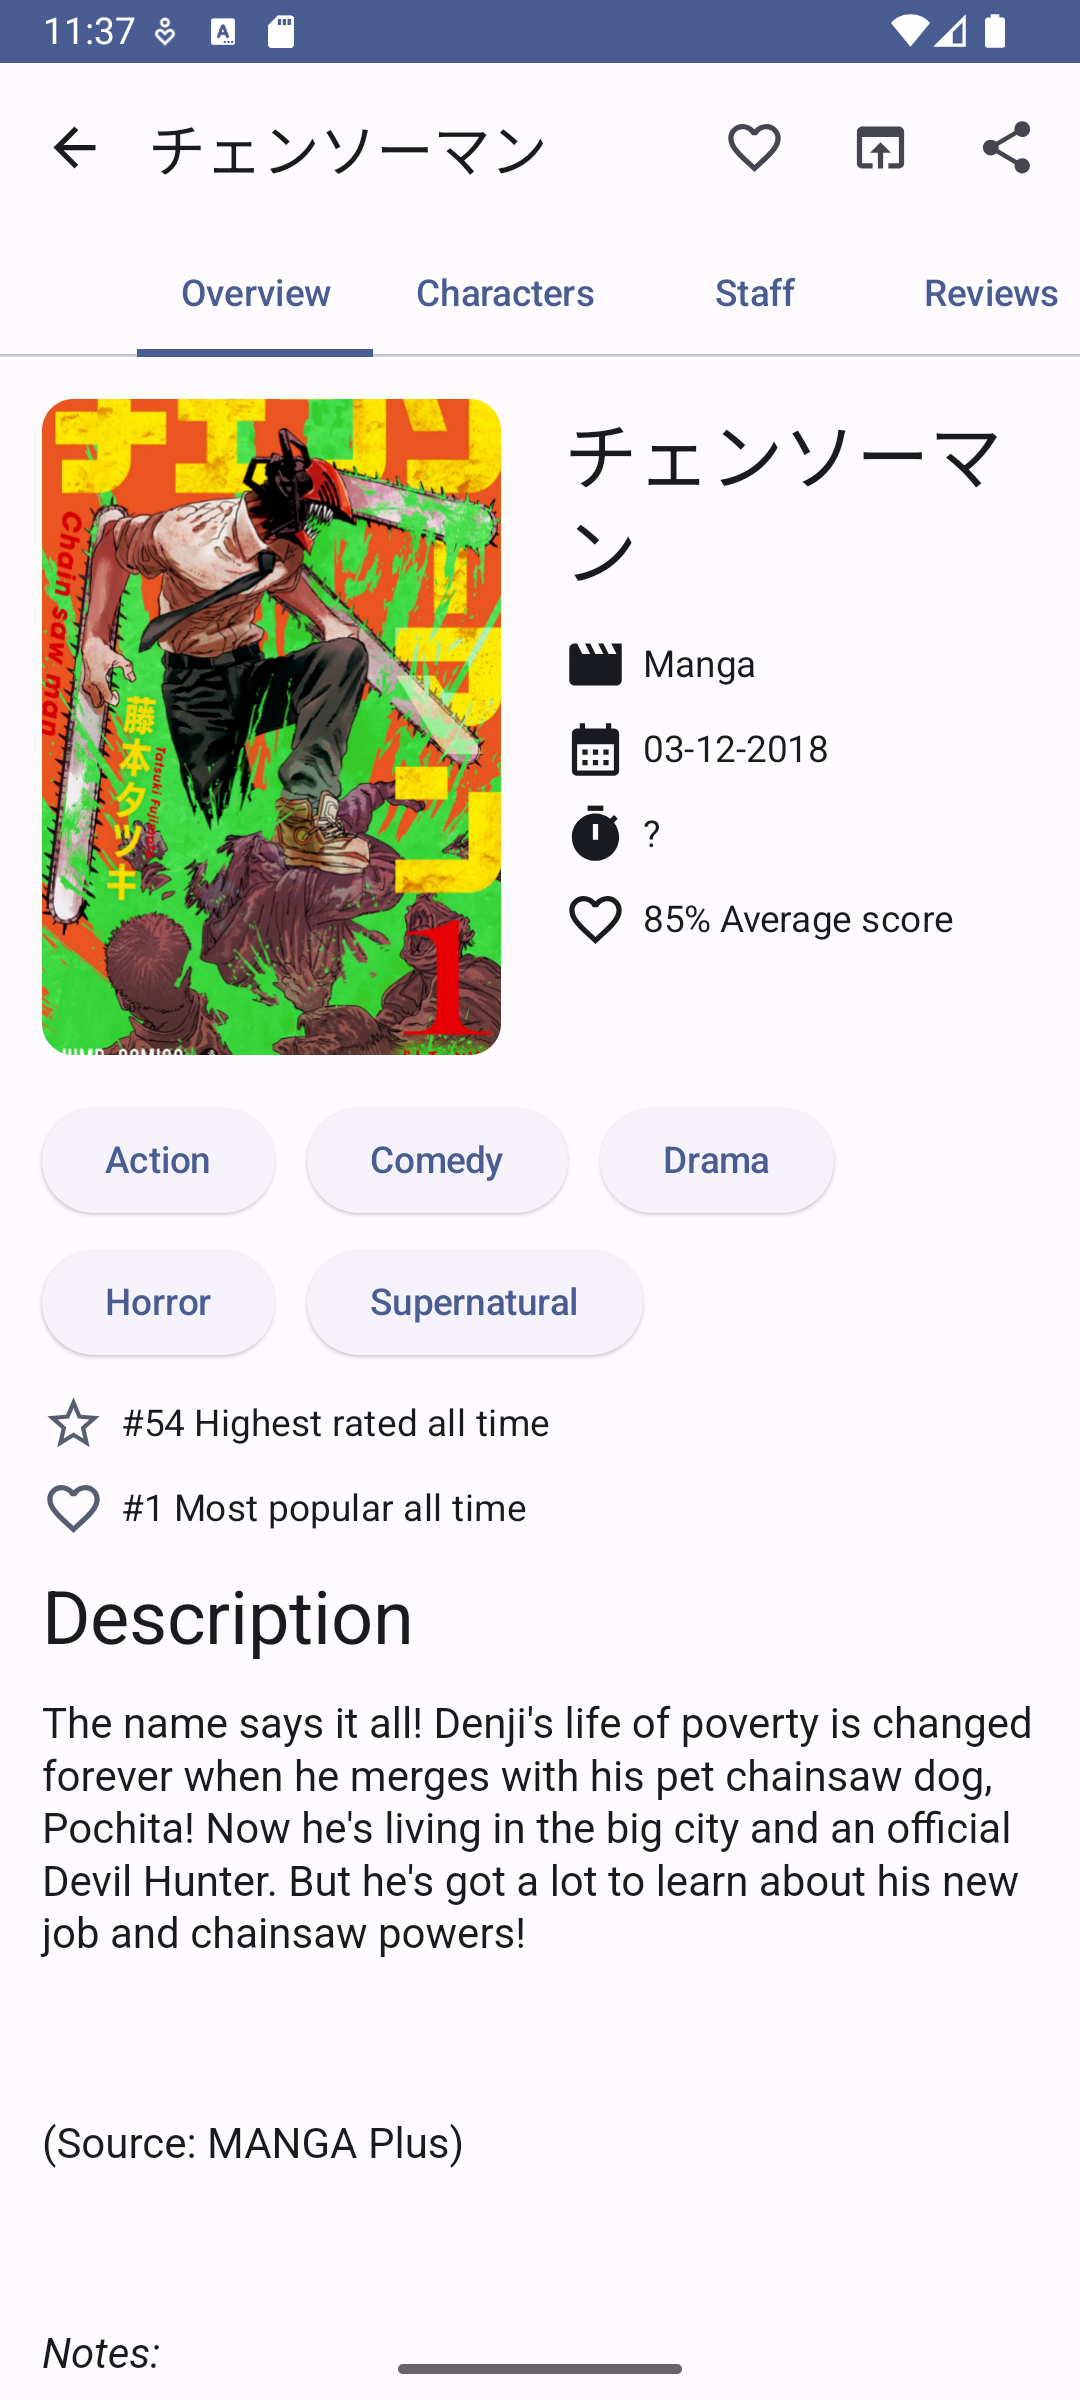 11:37
チェンソーマン
Overview
Characters
Staff
Reviews
チェンソー
Chain saw man
マン
藤本タツキ
Tatsuki Fujimoto
1
チェンソーマ
ン
Manga
03-12-2018
?
85% Average score
Action
Comedy
Drama
Horror
Supernatural
#54 Highest rated all time
#1 Most popular all time
Description
The name says it all! Denji's life of poverty is changed
forever when he merges with his pet chainsaw dog,
Pochita! Now he's living in the big city and an official
Devil Hunter. But he's got a lot to learn about his new
job and chainsaw powers!
(Source: MANGA Plus)
Notes: